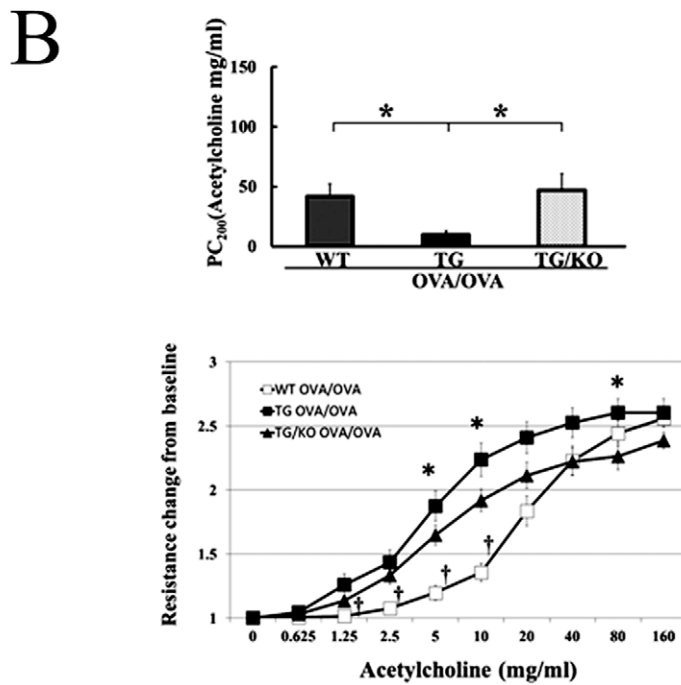 B
PC200(Acetylcholine mg/ml)
150
100
50
0
* *
WT TG TG/KO
OVA/OVA
Resistance change from baseline
3
2.5
2
1.5
1
WT OVA/OVA
TG OVA/OVA
TG/KO OVA/OVA
*
*
*
†
†
†
†
0 0.625 1.25 2.5 5 10 20 40 80 160
Acetylcholine (mg/ml)